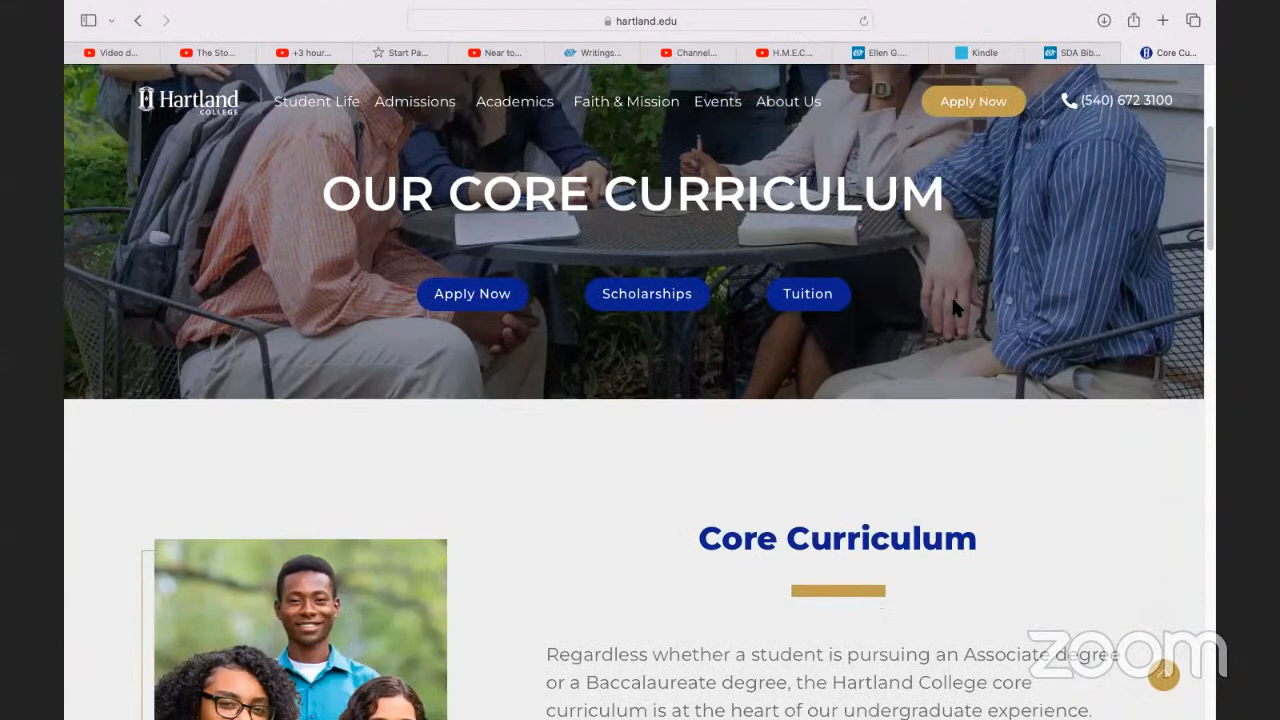 hartland.edu
Video d...
The Sto...
+3 hour...
Start Pa...
Near to...
Writings...
Channel...
H.M.E.C...
Ellen G....
Kindle
SDA Bib...
Core Cu...
Hartland
COLLEGE
Student Life
Admissions
Academics
Faith & Mission
Events
About Us
Apply Now
(540) 672 3100
OUR CORE CURRICULUM
Apply Now
Scholarships
Tuition
Core Curriculum
Regardless whether a student is pursuing an Associate degree
or a Baccalaureate degree, the Hartland College core
curriculum is at the heart of our undergraduate experience.
zoom